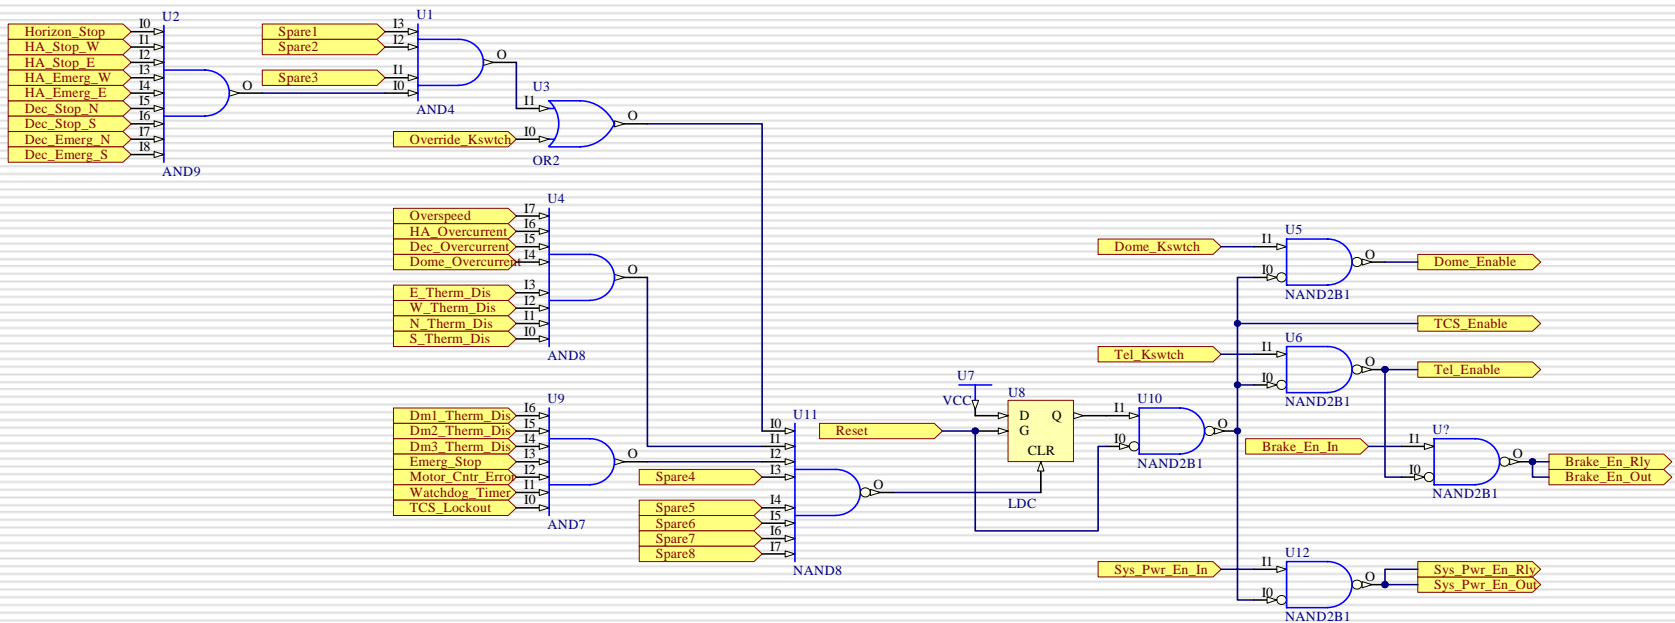 U2
Horizon_Stop I0
HA_Stop_W I1
HA_Stop_E I2
HA_Emerg_W I3
HA_Emerg_E I4
Dec_Stop_N I5
Dec_Stop_S I6
Dec_Emerg_N I7
Dec_Emerg_S I8
O
AND9
U1
Spare1 I3
Spare2 I2
Spare3 I1
I0
O
AND4
U3
I1
Override_Kswtch I0
O
OR2
U4
Overspeed I7
HA_Overcurrent I6
Dec_Overcurrent I5
Dome_Overcurrent I4
E_Therm_Dis I3
W_Therm_Dis I2
N_Therm_Dis I1
S_Therm_Dis I0
O
AND8
U9
Dm1_Therm_Dis I6
Dm2_Therm_Dis I5
Dm3_Therm_Dis I4
Emerg_Stop I3
Motor_Cntr_Error I2
Watchdog_Timer I1
TCS_Lockout I0
O
AND7
U11
I0
I1
I2
Spare4 I3
Spare5 I4
Spare6 I5
Spare7 I6
Spare8 I7
O
NAND8
Reset
U7
VCC
U8
D Q
G
CLR
LDC
U10
I1
I0
O
NAND2B1
U5
Dome_Kswtch I1
I0
O
Dome_Enable
NAND2B1
TCS_Enable
U6
Tel_Kswtch I1
I0
O
Tel_Enable
NAND2B1
U?
Brake_En_In I1
I0
O
Brake_En_Rly
Brake_En_Out
NAND2B1
U12
Sys_Pwr_En_In I1
I0
O
Sys_Pwr_En_Rly
Sys_Pwr_En_Out
NAND2B1